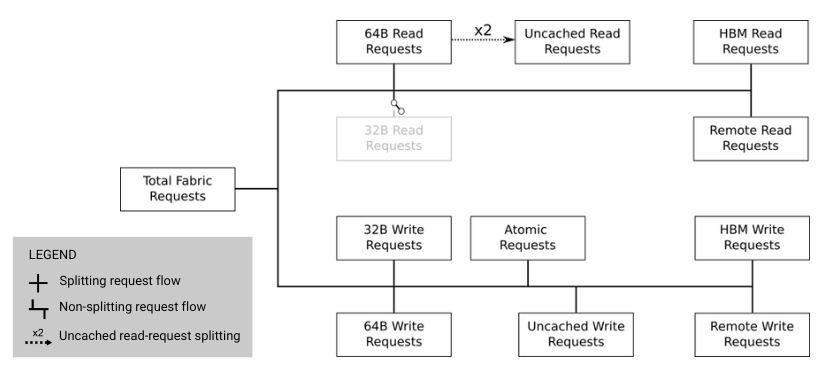 64B Read
Requests
x2
Uncached Read
Requests
HBM Read
Requests
32B Read
Requests
Remote Read
Requests
Total Fabric
Requests
32B Write
Requests
Atomic
Requests
HBM Write
Requests
64B Write
Requests
Uncached Write
Requests
Remote Write
Requests
LEGEND
Splitting request flow
Non-splitting request flow
x2
Uncached read-request splitting